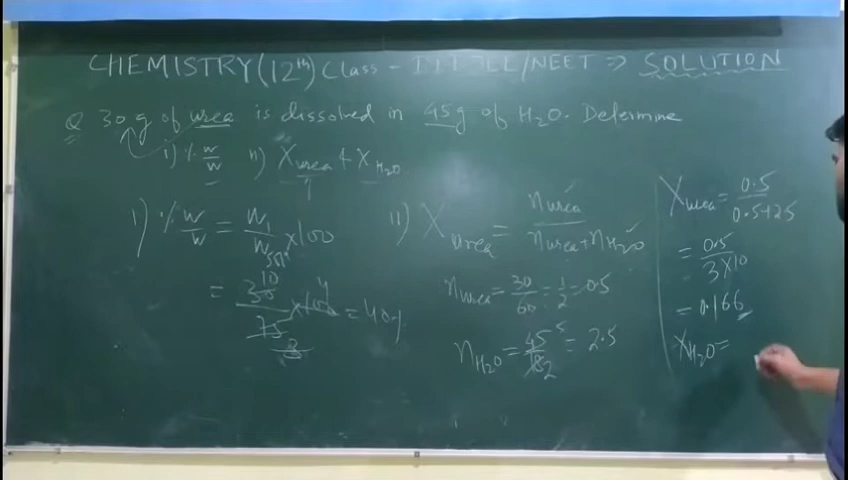 CHEMISTRY (12th) Class - IIT JEE/NEET => SOLUTION
Q 30 g of urea is dissolved in 45g of H2O. Determine
i) % w/w ii) Xurea + XH2O
i) % w/w = W1/Wsol × 100
= 30/75 × 100 = 40%
ii) Xurea = nurea/nurea + nH2O
nurea = 30/60 = 1/2 = 0.5
nH2O = 45/18 = 5/2 = 2.5
Xurea = 0.5/0.5+25
= 0.5/3×10
= 0.166
XH2O =